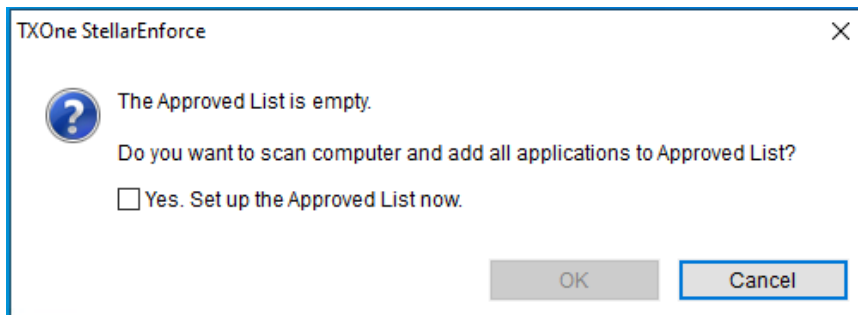 TXOne StellarEnforce
The Approved List is empty.
Do you want to scan computer and add all applications to Approved List?
Yes. Set up the Approved List now.
OK
Cancel